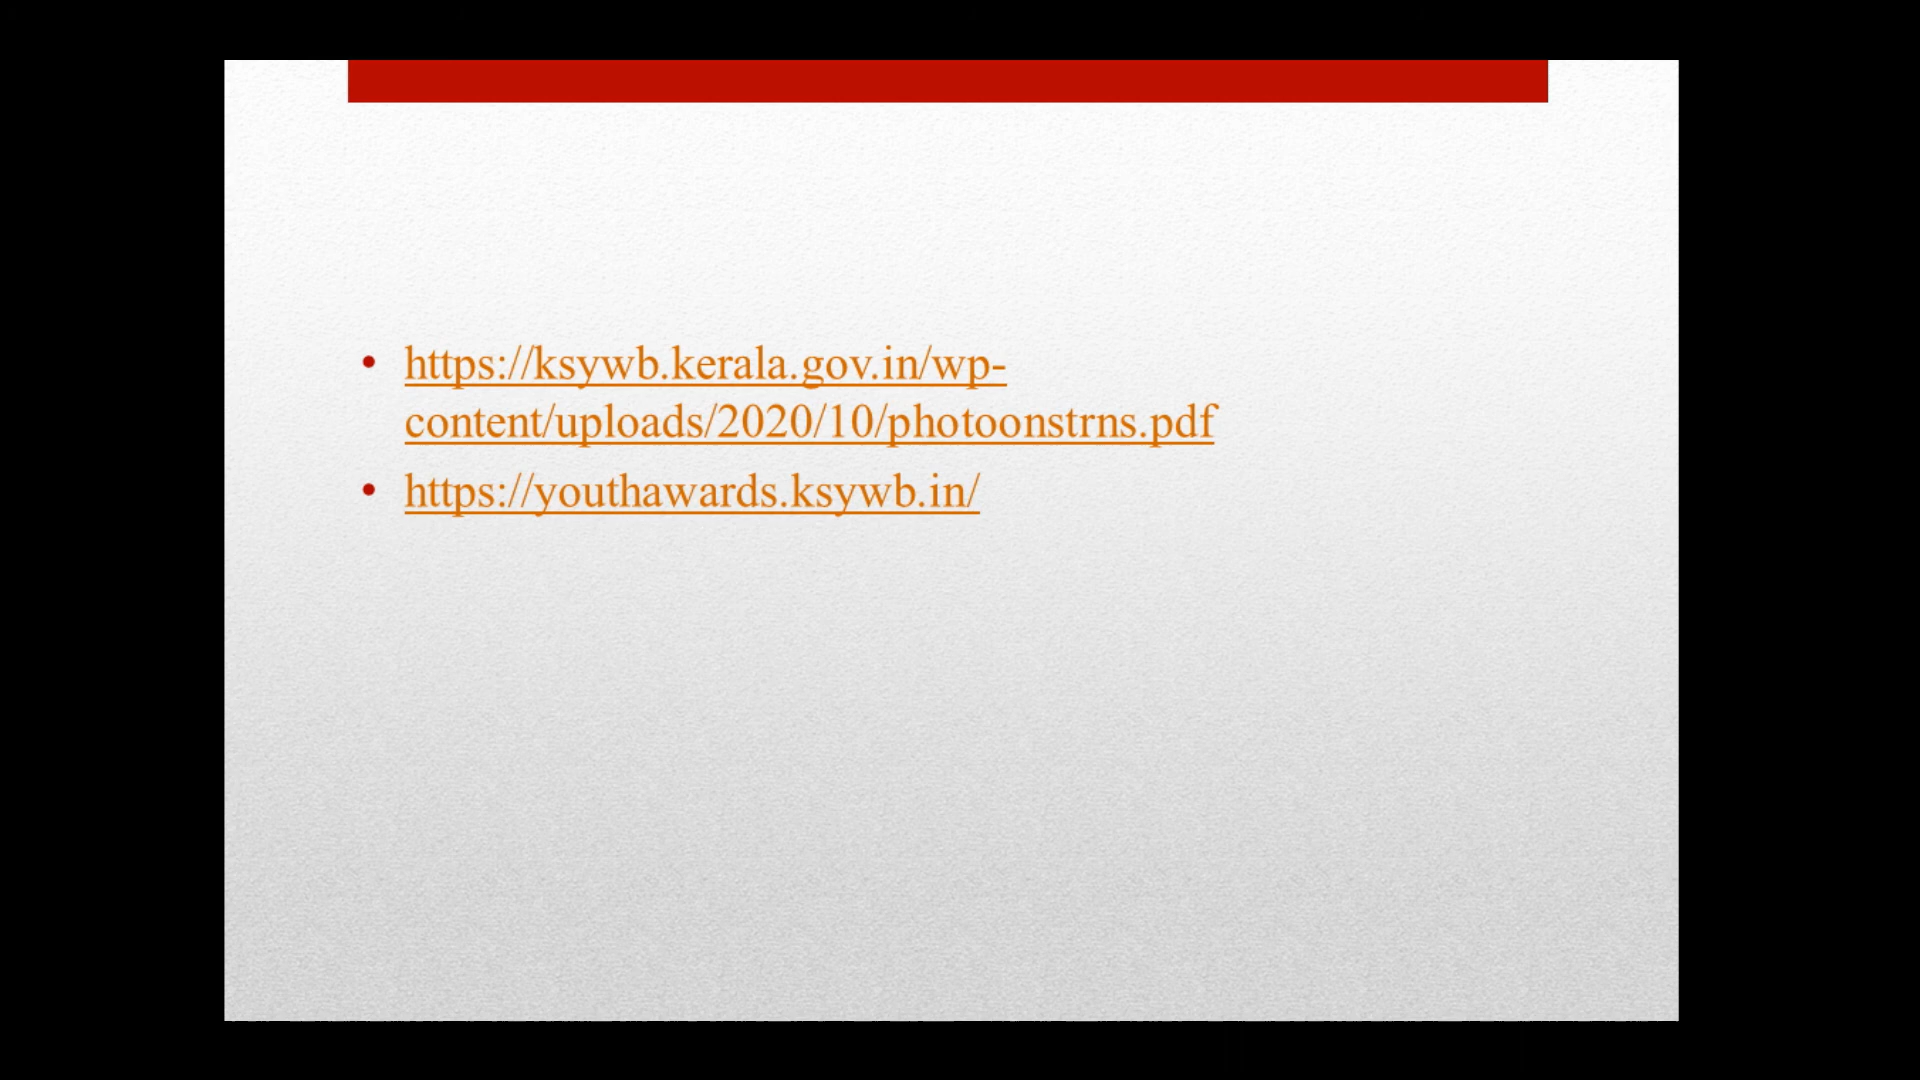 • https://ksywb.kerala.gov.in/wp-
content/uploads/2020/10/photoonstrns.pdf
• https://youthawards.ksywb.in/